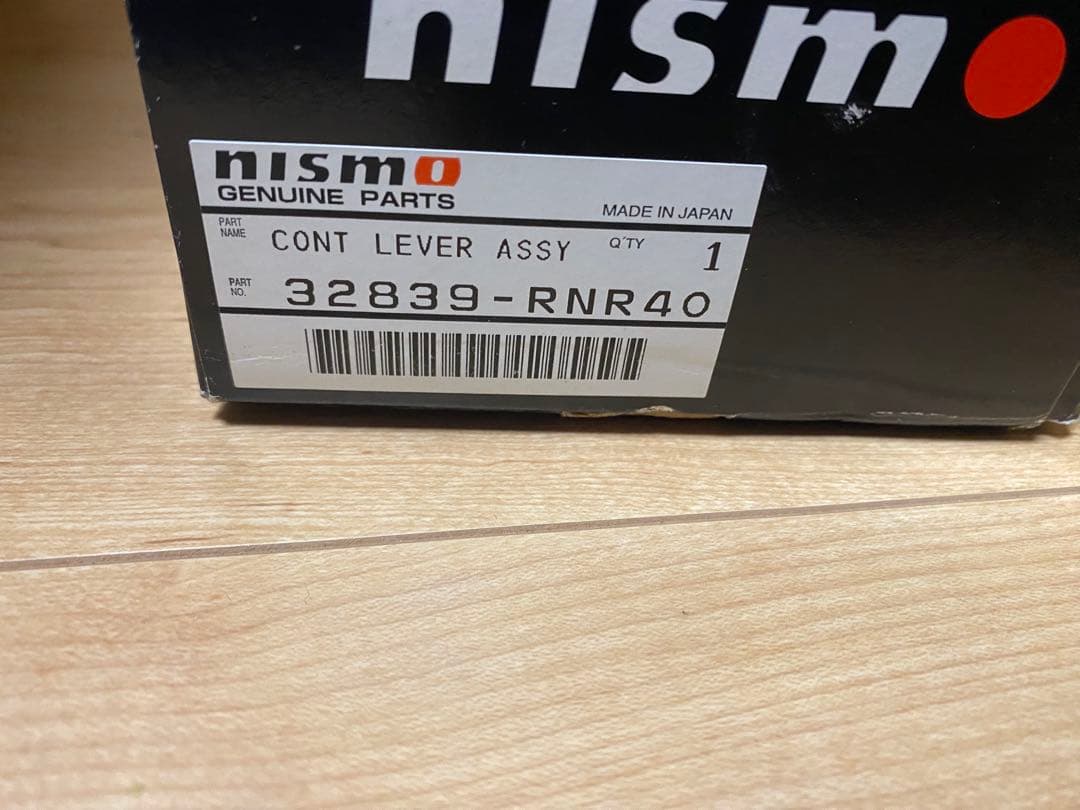 nismo
nismo
GENUINE PARTS
MADE IN JAPAN
PART NAME CONT LEVER ASSY Q'TY 1
PART NO. 32839-RNR40